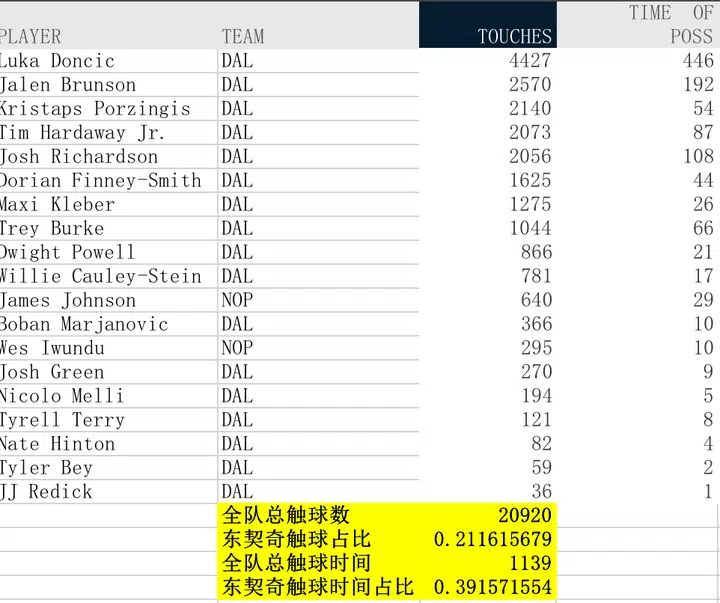 TIME OF
PLAYER TEAM TOUCHES POSS
Luka Doncic DAL 4427 446
Jalen Brunson DAL 2570 192
Kristaps Porzingis DAL 2140 54
Tim Hardaway Jr. DAL 2073 87
Josh Richardson DAL 2056 108
Dorian Finney-Smith DAL 1625 44
Maxi Kleber DAL 1275 26
Trey Burke DAL 1044 66
Dwight Powell DAL 866 21
Willie Cauley-Stein DAL 781 17
James Johnson NOP 640 29
Boban Marjanovic DAL 366 10
Wes Iwundu NOP 295 10
Josh Green DAL 270 9
Nicolo Melli DAL 194 5
Tyrell Terry DAL 121 8
Nate Hinton DAL 82 4
Tyler Bey DAL 59 2
JJ Redick DAL 36 1
全队总触球数 20920
东契奇触球占比 0.211615679
全队总触球时间 1139
东契奇触球时间占比 0.391571554